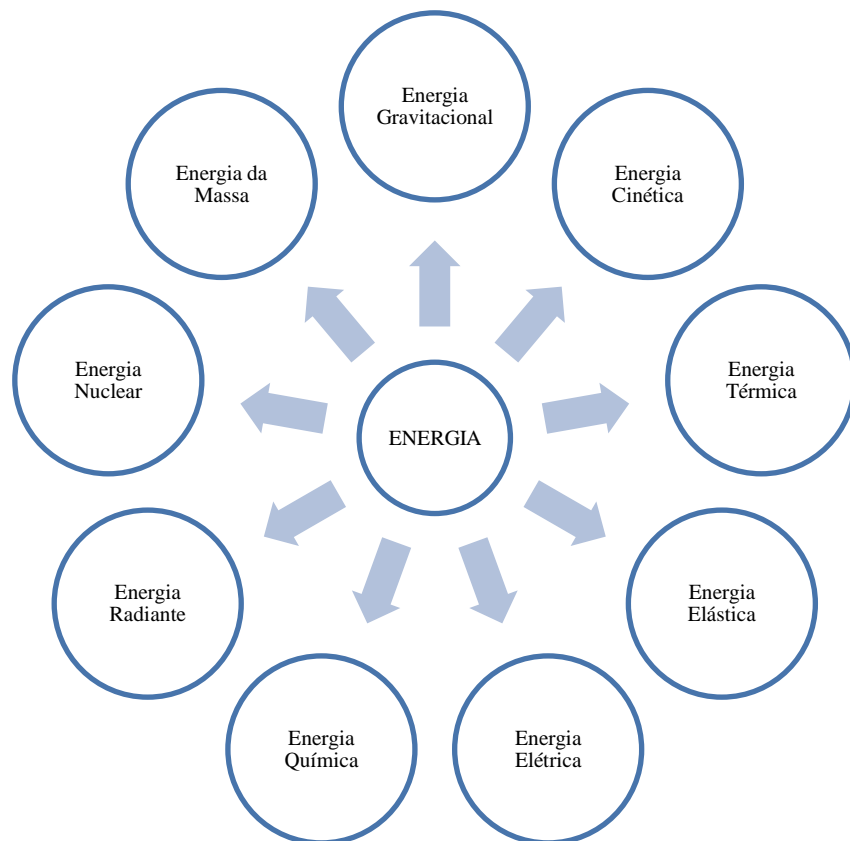 Energia
Gravitacional
Energia
Cinética
Energia da
Massa
Energia
Térmica
Energia
Nuclear
ENERGIA
Energia
Elástica
Energia
Radiante
Energia
Elétrica
Energia
Química